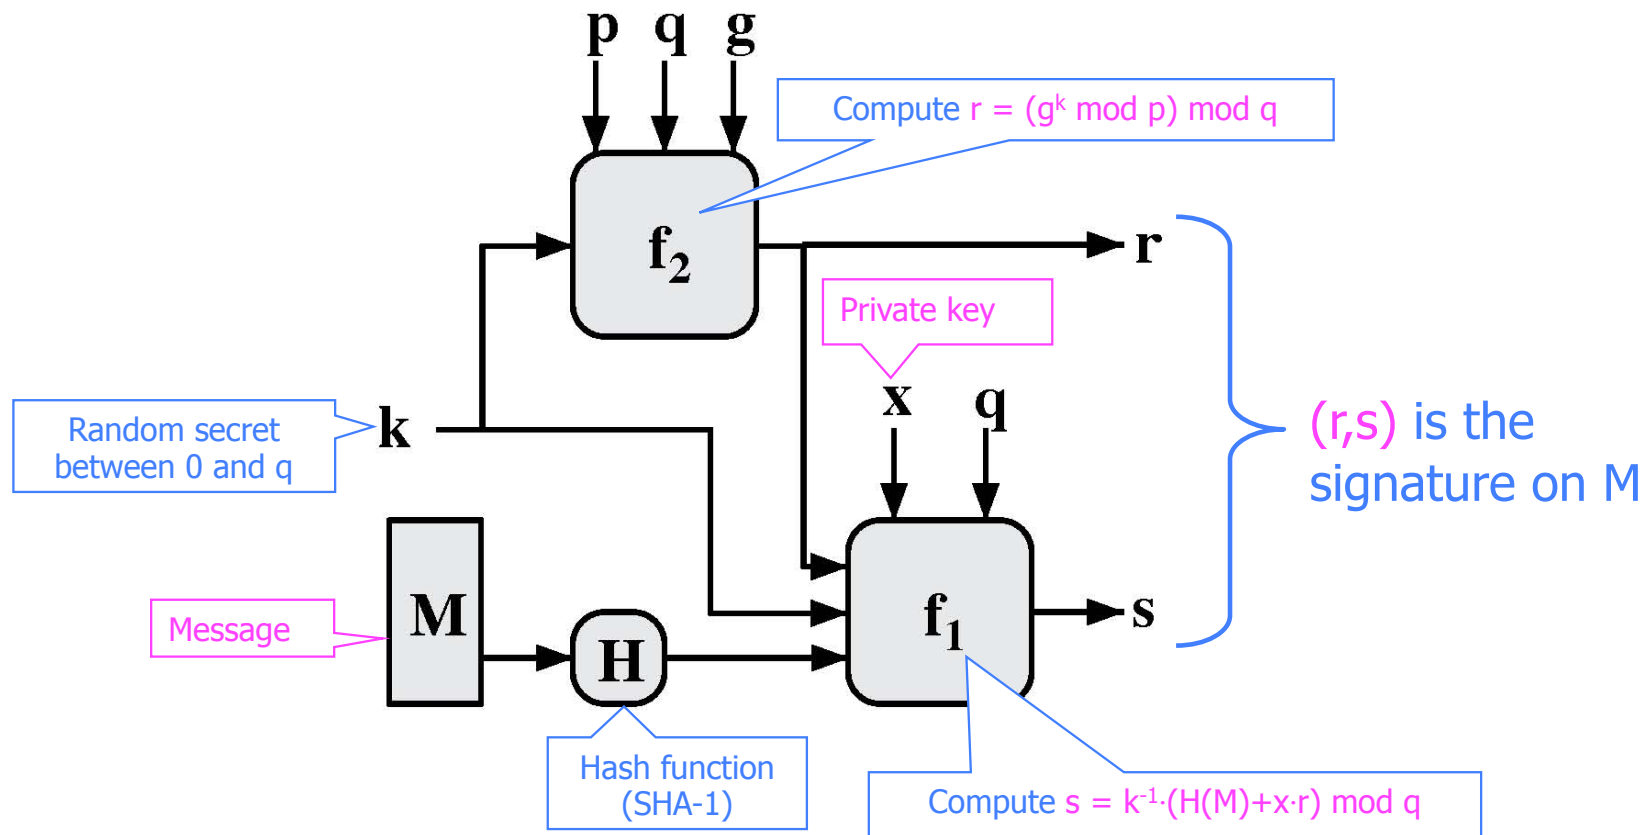 p q g
Compute r = (gᵏ mod p) mod q
f₂
r
Private key
x q
k
Random secret
between 0 and q
(r,s) is the
signature on M
M
Message
H
f₁
s
Hash function
(SHA-1)
Compute s = k⁻¹·(H(M)+x·r) mod q